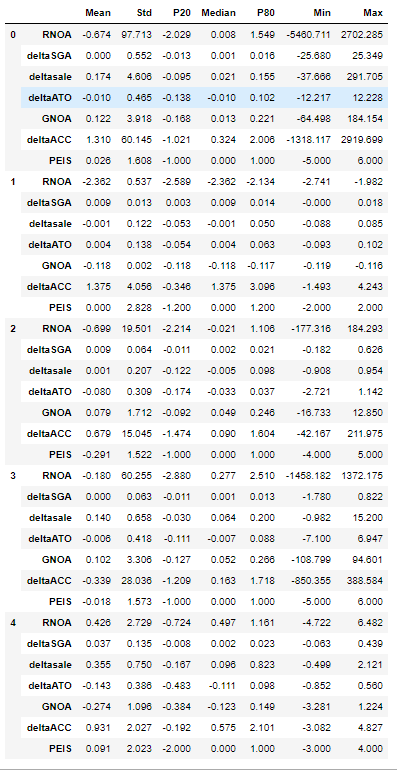 Mean Std P20 Median P80 Min Max
0 RNOA -0.674 97.713 -2.029 0.008 1.549 -5460.711 2702.285
deltaSGA 0.000 0.552 -0.013 0.001 0.016 -25.680 25.349
deltasale 0.174 4.606 -0.095 0.021 0.155 -37.666 291.705
deltaATO -0.010 0.465 -0.138 -0.010 0.102 -12.217 12.228
GNOA 0.122 3.918 -0.168 0.013 0.221 -64.498 184.154
deltaACC 1.310 60.145 -1.021 0.324 2.006 -1318.117 2919.699
PEIS 0.026 1.608 -1.000 0.000 1.000 -5.000 6.000
1 RNOA -2.362 0.537 -2.589 -2.362 -2.134 -2.741 -1.982
deltaSGA 0.009 0.013 0.003 0.009 0.014 -0.000 0.018
deltasale -0.001 0.122 -0.053 -0.001 0.050 -0.088 0.085
deltaATO 0.004 0.138 -0.054 0.004 0.063 -0.093 0.102
GNOA -0.118 0.002 -0.118 -0.118 -0.117 -0.119 -0.116
deltaACC 1.375 4.056 -0.346 1.375 3.096 -1.493 4.243
PEIS 0.000 2.828 -1.200 0.000 1.200 -2.000 2.000
2 RNOA -0.699 19.501 -2.214 -0.021 1.106 -177.316 184.293
deltaSGA 0.009 0.064 -0.011 0.002 0.021 -0.182 0.626
deltasale 0.001 0.207 -0.122 -0.005 0.098 -0.908 0.954
deltaATO -0.080 0.309 -0.174 -0.033 0.037 -2.721 1.142
GNOA 0.079 1.712 -0.092 0.049 0.246 -16.733 12.850
deltaACC 0.679 15.045 -1.474 0.090 1.604 -42.167 211.975
PEIS -0.291 1.522 -1.000 0.000 1.000 -4.000 5.000
3 RNOA -0.180 60.255 -2.880 0.277 2.510 -1458.182 1372.175
deltaSGA 0.000 0.063 -0.011 0.001 0.013 -1.780 0.822
deltasale 0.140 0.658 -0.030 0.064 0.200 -0.982 15.200
deltaATO -0.006 0.418 -0.111 -0.007 0.088 -7.100 6.947
GNOA 0.102 3.306 -0.127 0.052 0.266 -108.799 94.601
deltaACC -0.339 28.036 -1.209 0.163 1.718 -850.355 388.584
PEIS -0.018 1.573 -1.000 0.000 1.000 -5.000 6.000
4 RNOA 0.426 2.729 -0.724 0.497 1.161 -4.722 6.482
deltaSGA 0.037 0.135 -0.008 0.002 0.023 -0.063 0.439
deltasale 0.355 0.750 -0.167 0.096 0.823 -0.499 2.121
deltaATO -0.143 0.386 -0.483 -0.111 0.098 -0.852 0.560
GNOA -0.274 1.096 -0.384 -0.123 0.149 -3.281 1.224
deltaACC 0.931 2.027 -0.192 0.575 2.101 -3.082 4.827
PEIS 0.091 2.023 -2.000 0.000 1.000 -3.000 4.000